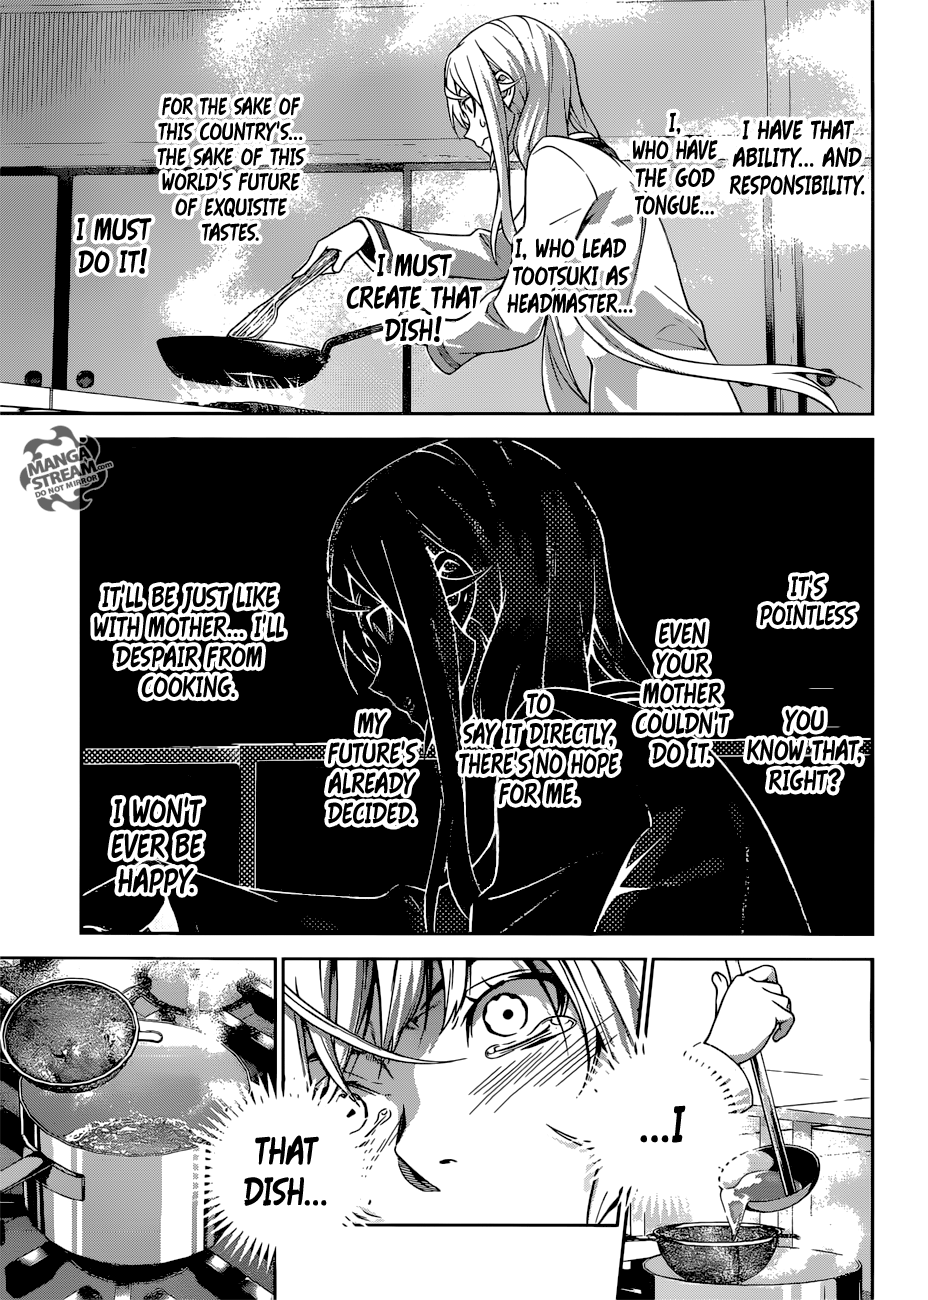 I HAVE THAT
ABILITY... AND
RESPONSIBILITY.
I,
WHO HAVE
THE GOD
TONGUE...
I, WHO LEAD
TOOTSUKI AS
HEADMASTER...
I MUST
CREATE THAT
DISH!
FOR THE SAKE OF
THIS COUNTRY'S...
THE SAKE OF THIS
WORLD'S FUTURE
OF EXQUISITE
TASTES.
I MUST
DO IT!
MANGA
STREAM.com
DO NOT MIRROR
IT'S
POINTLESS
YOU
KNOW THAT,
RIGHT?
EVEN
YOUR
MOTHER
COULDN'T
DO IT.
TO
SAY IT DIRECTLY,
THERE'S NO HOPE
FOR ME.
MY
FUTURE'S
ALREADY
DECIDED.
IT'LL BE JUST LIKE
WITH MOTHER... I'LL
DESPAIR FROM
COOKING.
I WON'T
EVER BE
HAPPY.
...I
THAT
DISH...